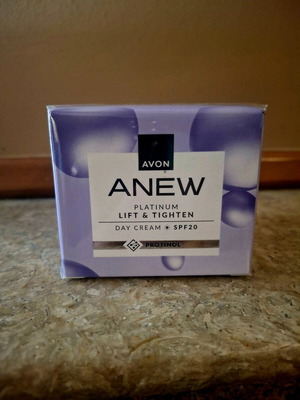 AVON
ANEW
PLATINUM
LIFT & TIGHTEN
DAY CREAM ☀ SPF20
PROTINOL